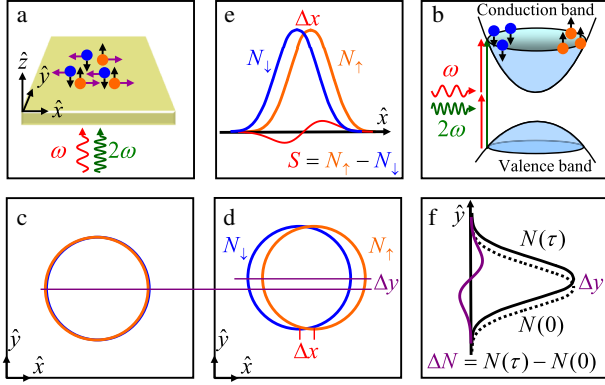 a
ẑ
ŷ
x̂
ω
2ω
e
Δx
N↓
N↑
x̂
S = N↑ − N↓
b
Conduction band
ω
2ω
Valence band
c
ŷ
x̂
d
N↓
N↑
Δy
Δx
ŷ
x̂
f
ŷ
N(τ)
Δy
N(0)
ΔN = N(τ) − N(0)